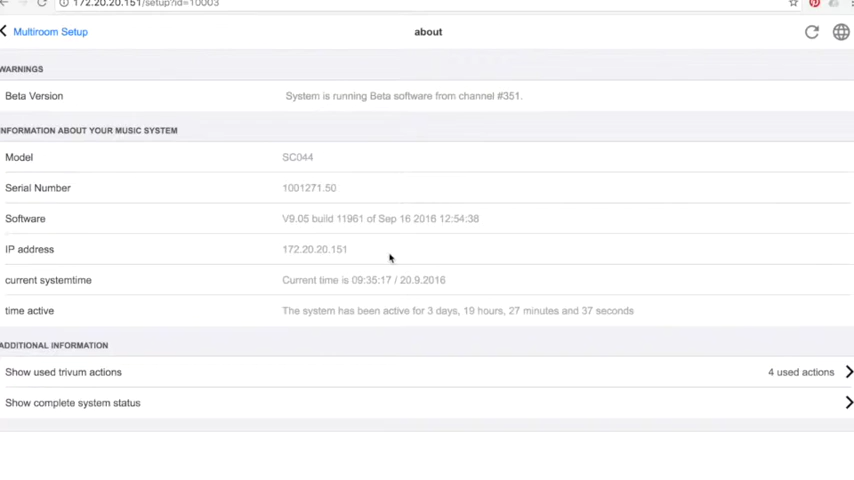 172.20.20.151/setup?id=10003
Multiroom Setup
about
WARNINGS
Beta Version
System is running Beta software from channel #351.
INFORMATION ABOUT YOUR MUSIC SYSTEM
Model
SC044
Serial Number
1001271.50
Software
V9.05 build 11961 of Sep 16 2016 12:54:38
IP address
172.20.20.151
current systemtime
Current time is 09:35:17 / 20.9.2016
time active
The system has been active for 3 days, 19 hours, 27 minutes and 37 seconds
ADDITIONAL INFORMATION
Show used trivum actions
4 used actions
Show complete system status